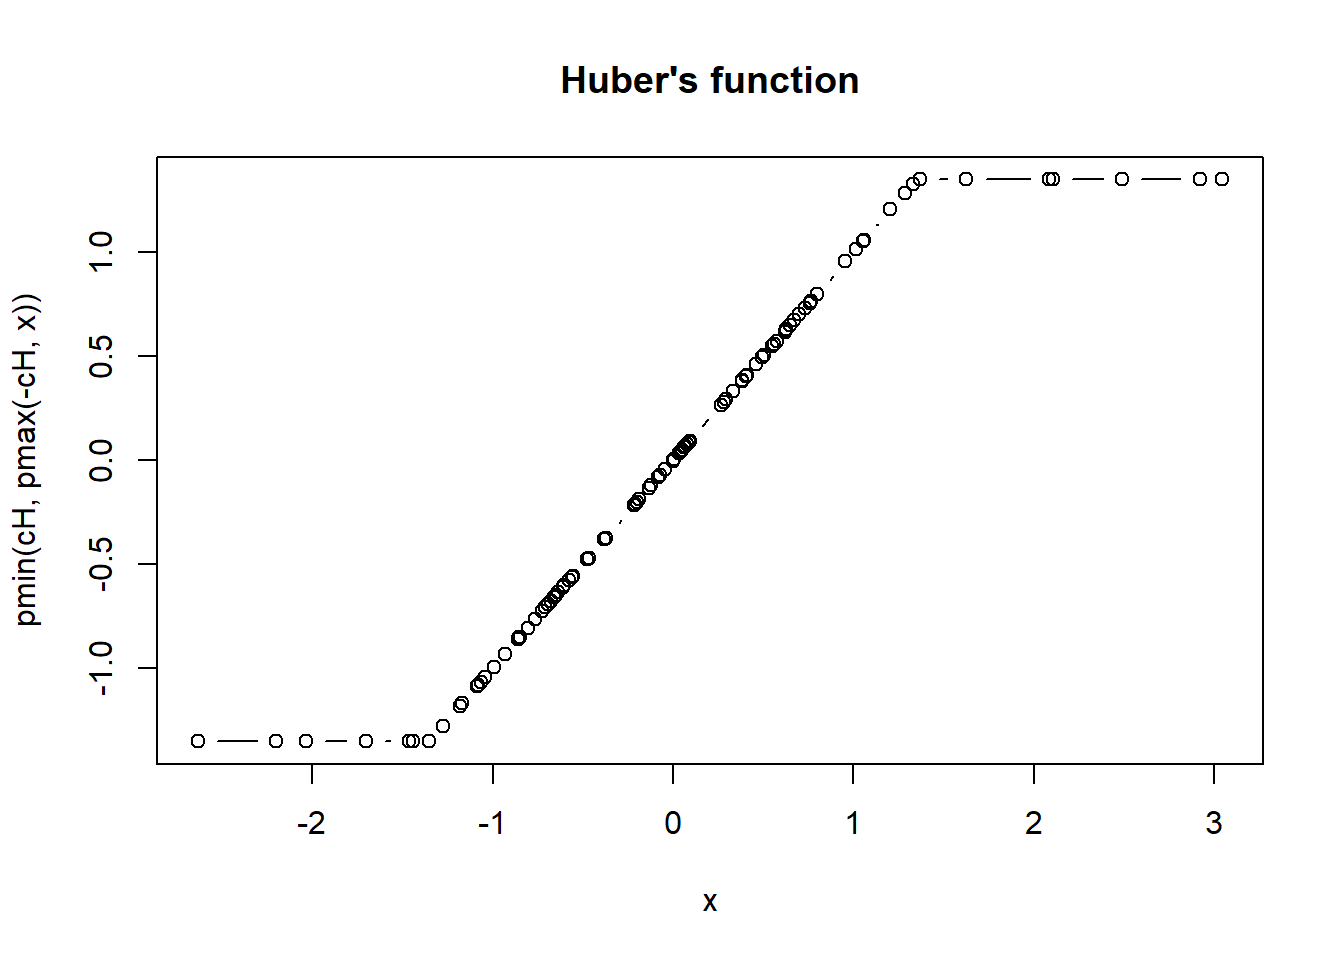 Huber's function
pmin(cH, pmax(-cH, x))
1.0
0.5
0.0
-0.5
-1.0
-2 -1 0 1 2 3
x